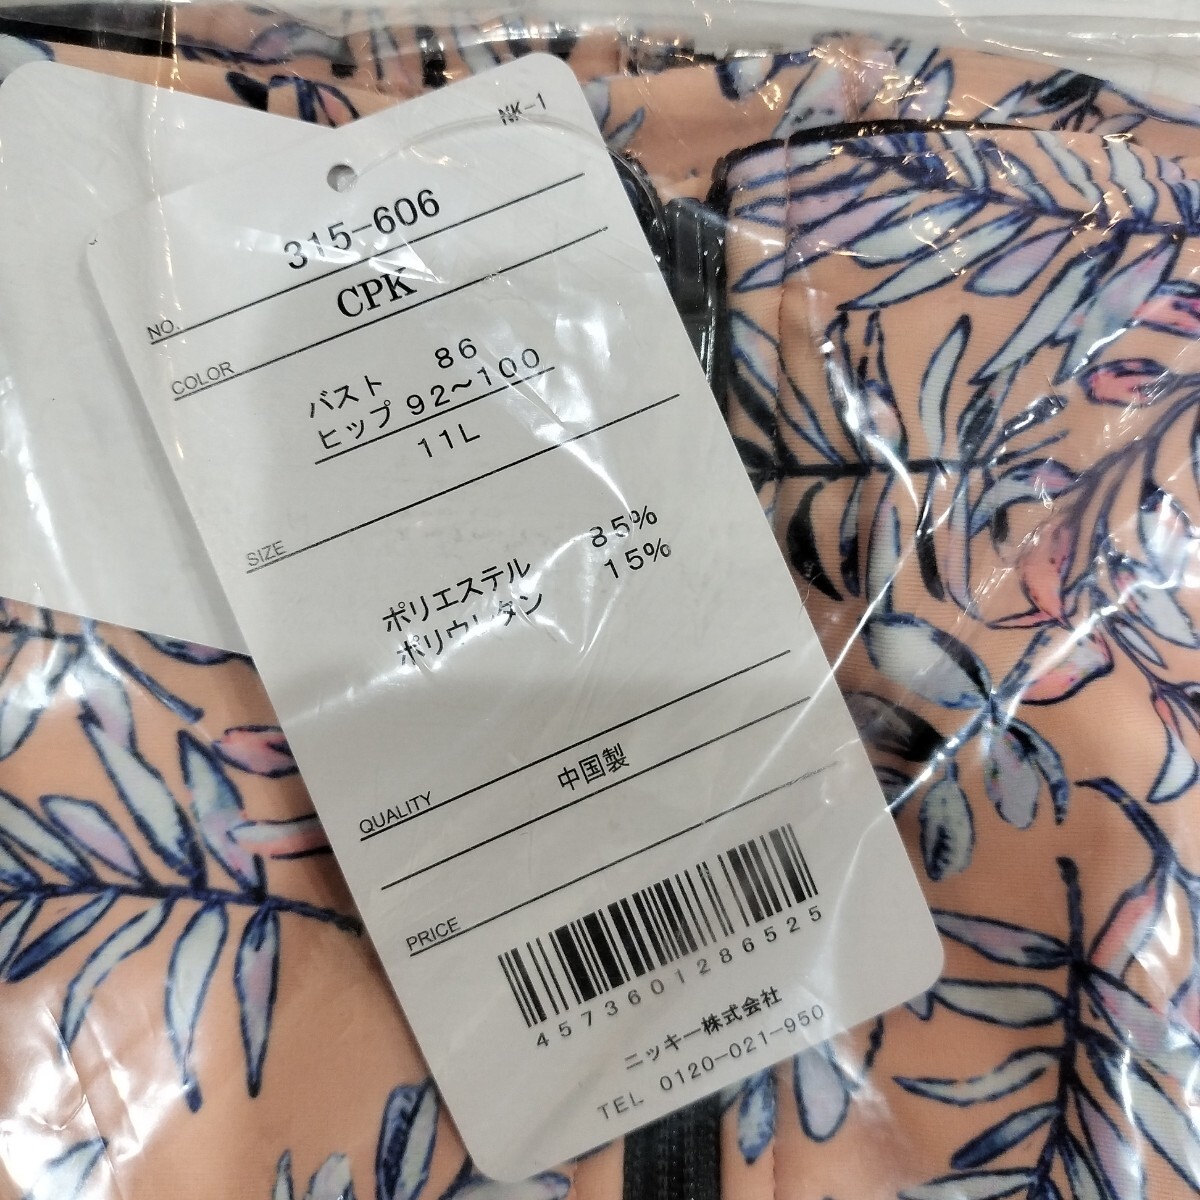 NK-1
NO. 315-606
COLOR CPK
バスト 86
ヒップ 92～100
SIZE 11L
ポリエステル 85%
ポリウレタン 15%
QUALITY
中国製
PRICE
4573601286525
ニッキー株式会社
TEL 0120-021-950